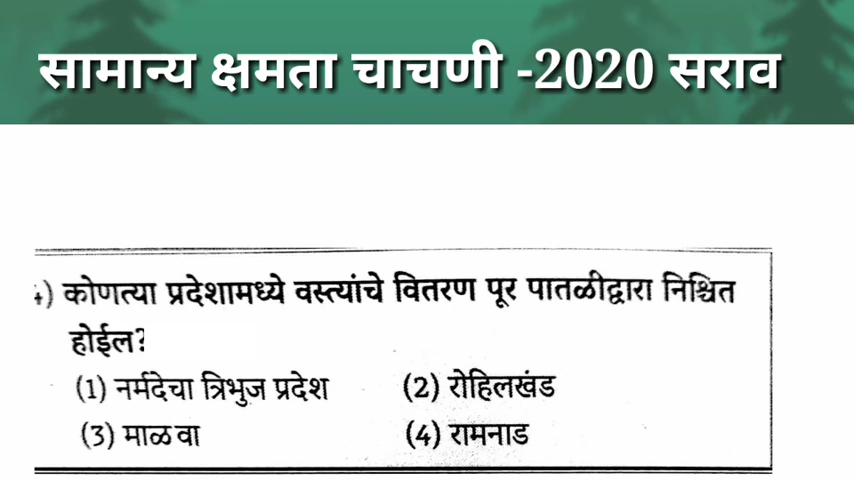 सामान्य क्षमता चाचणी -2020 सराव
4) कोणत्या प्रदेशामध्ये वस्त्यांचे वितरण पूर पातळीद्वारा निश्चित
होईल?
(1) नर्मदेचा त्रिभुज प्रदेश (2) रोहिलखंड
(3) माळवा (4) रामनाड